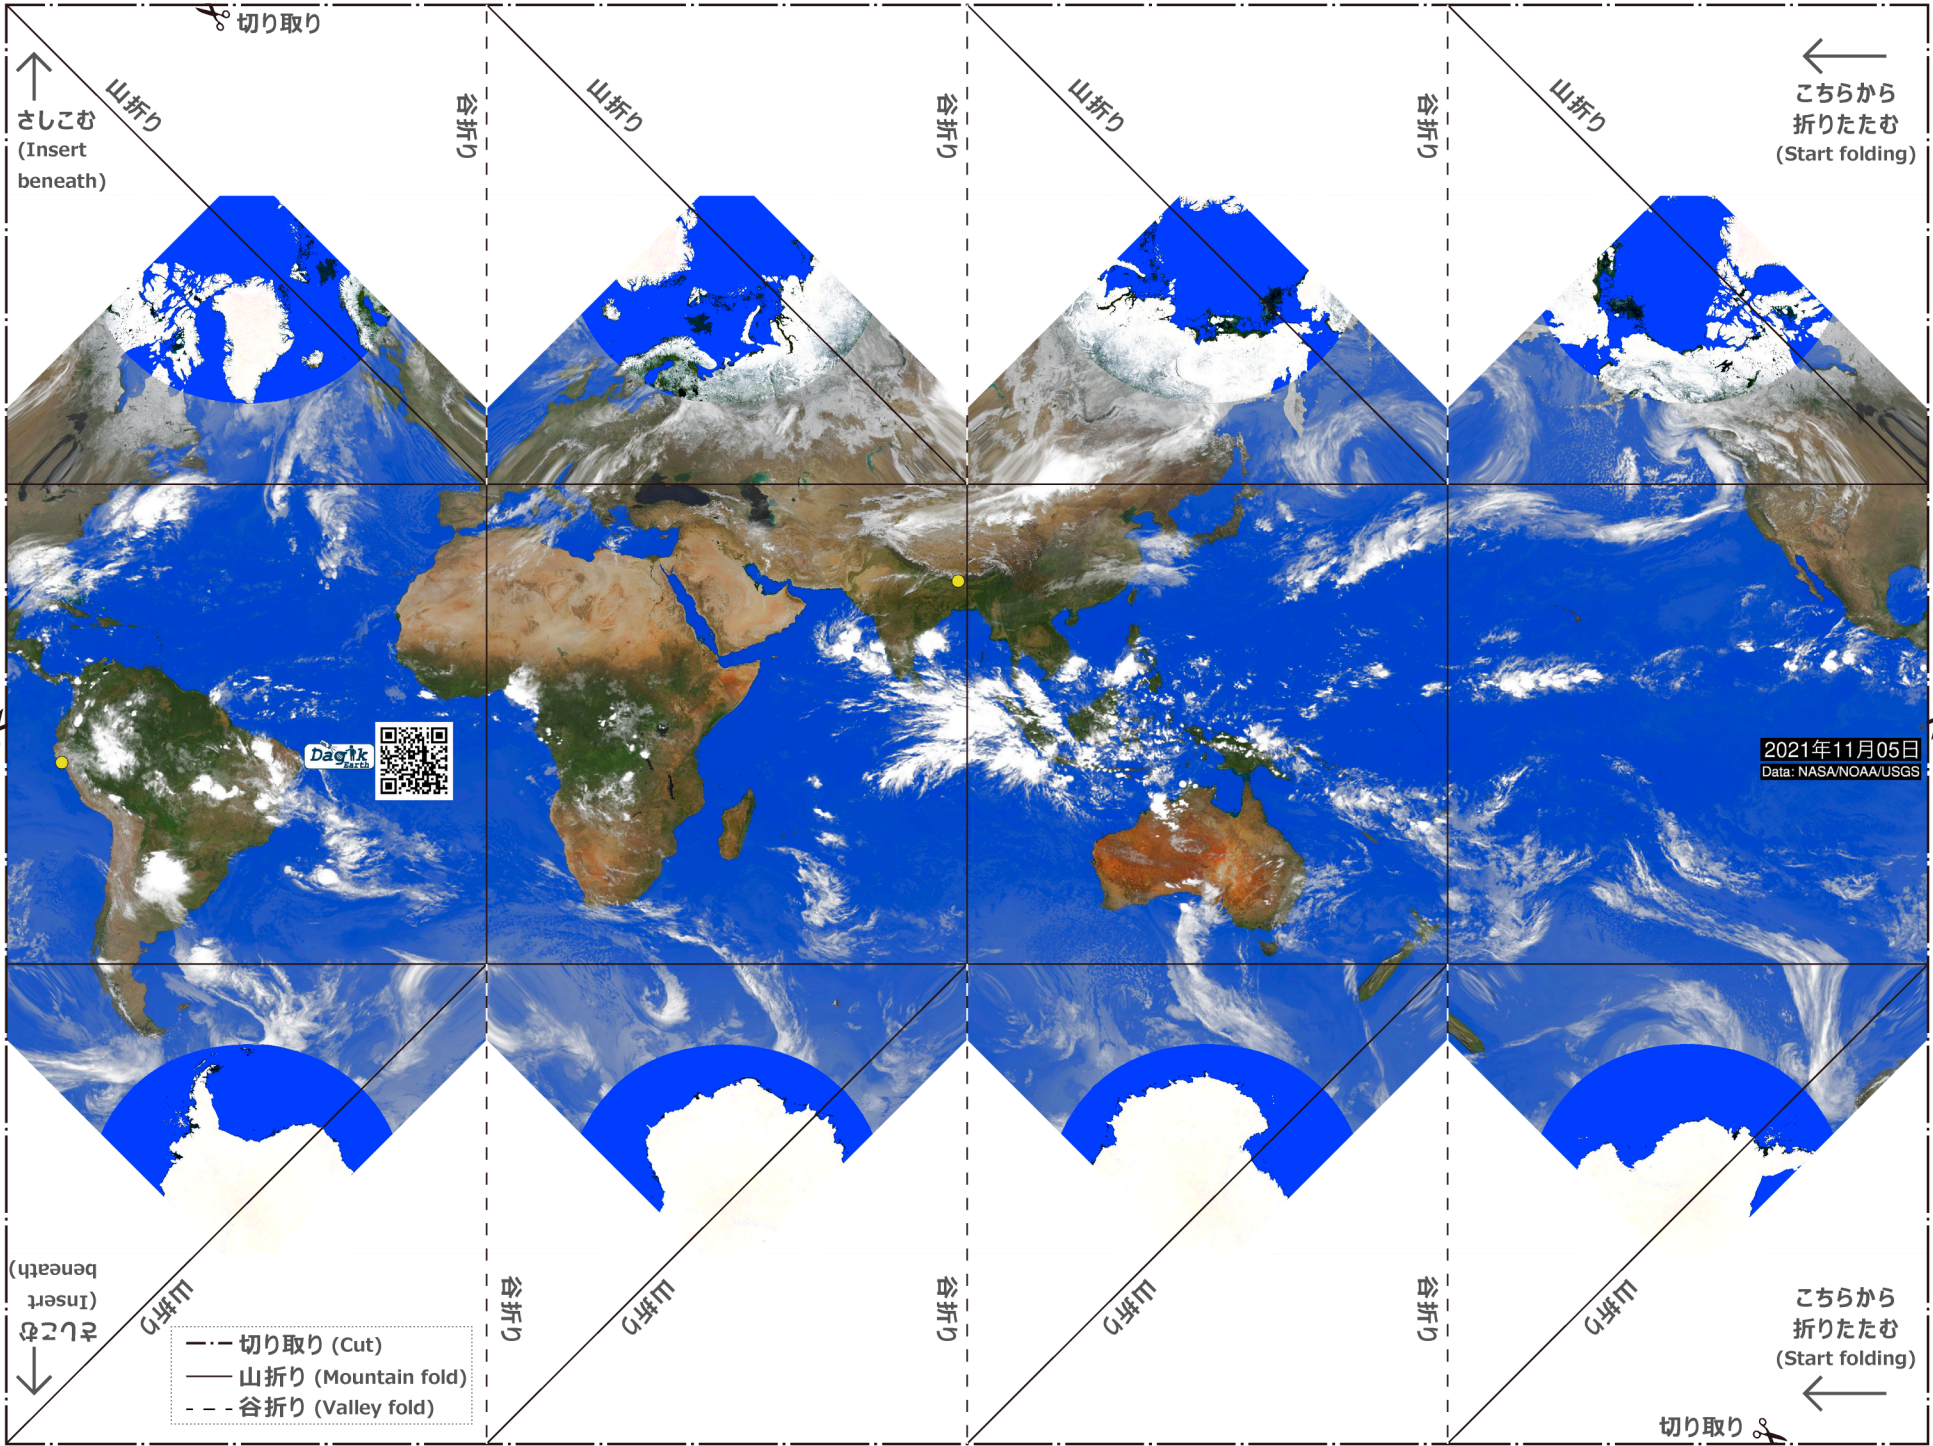 切り取り
山折り
谷折り
山折り
谷折り
山折り
谷折り
山折り
さしこむ
(Insert
beneath)
こちらから
折りたたむ
(Start folding)
Dagik
Earth
2021年11月05日
Data: NASA/NOAA/USGS
さしこむ
(Insert
beneath)
山折り
谷折り
山折り
谷折り
山折り
谷折り
山折り
切り取り (Cut)
山折り (Mountain fold)
谷折り (Valley fold)
こちらから
折りたたむ
(Start folding)
切り取り